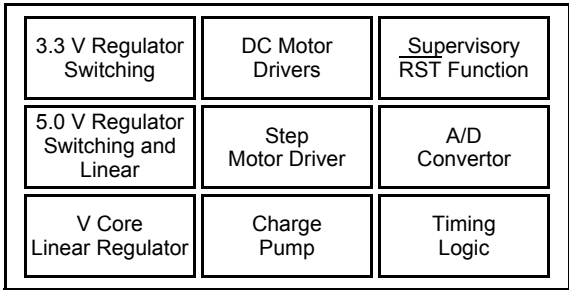 3.3 V Regulator
Switching
DC Motor
Drivers
Supervisory
RST Function
5.0 V Regulator
Switching and
Linear
Step
Motor Driver
A/D
Convertor
V Core
Linear Regulator
Charge
Pump
Timing
Logic